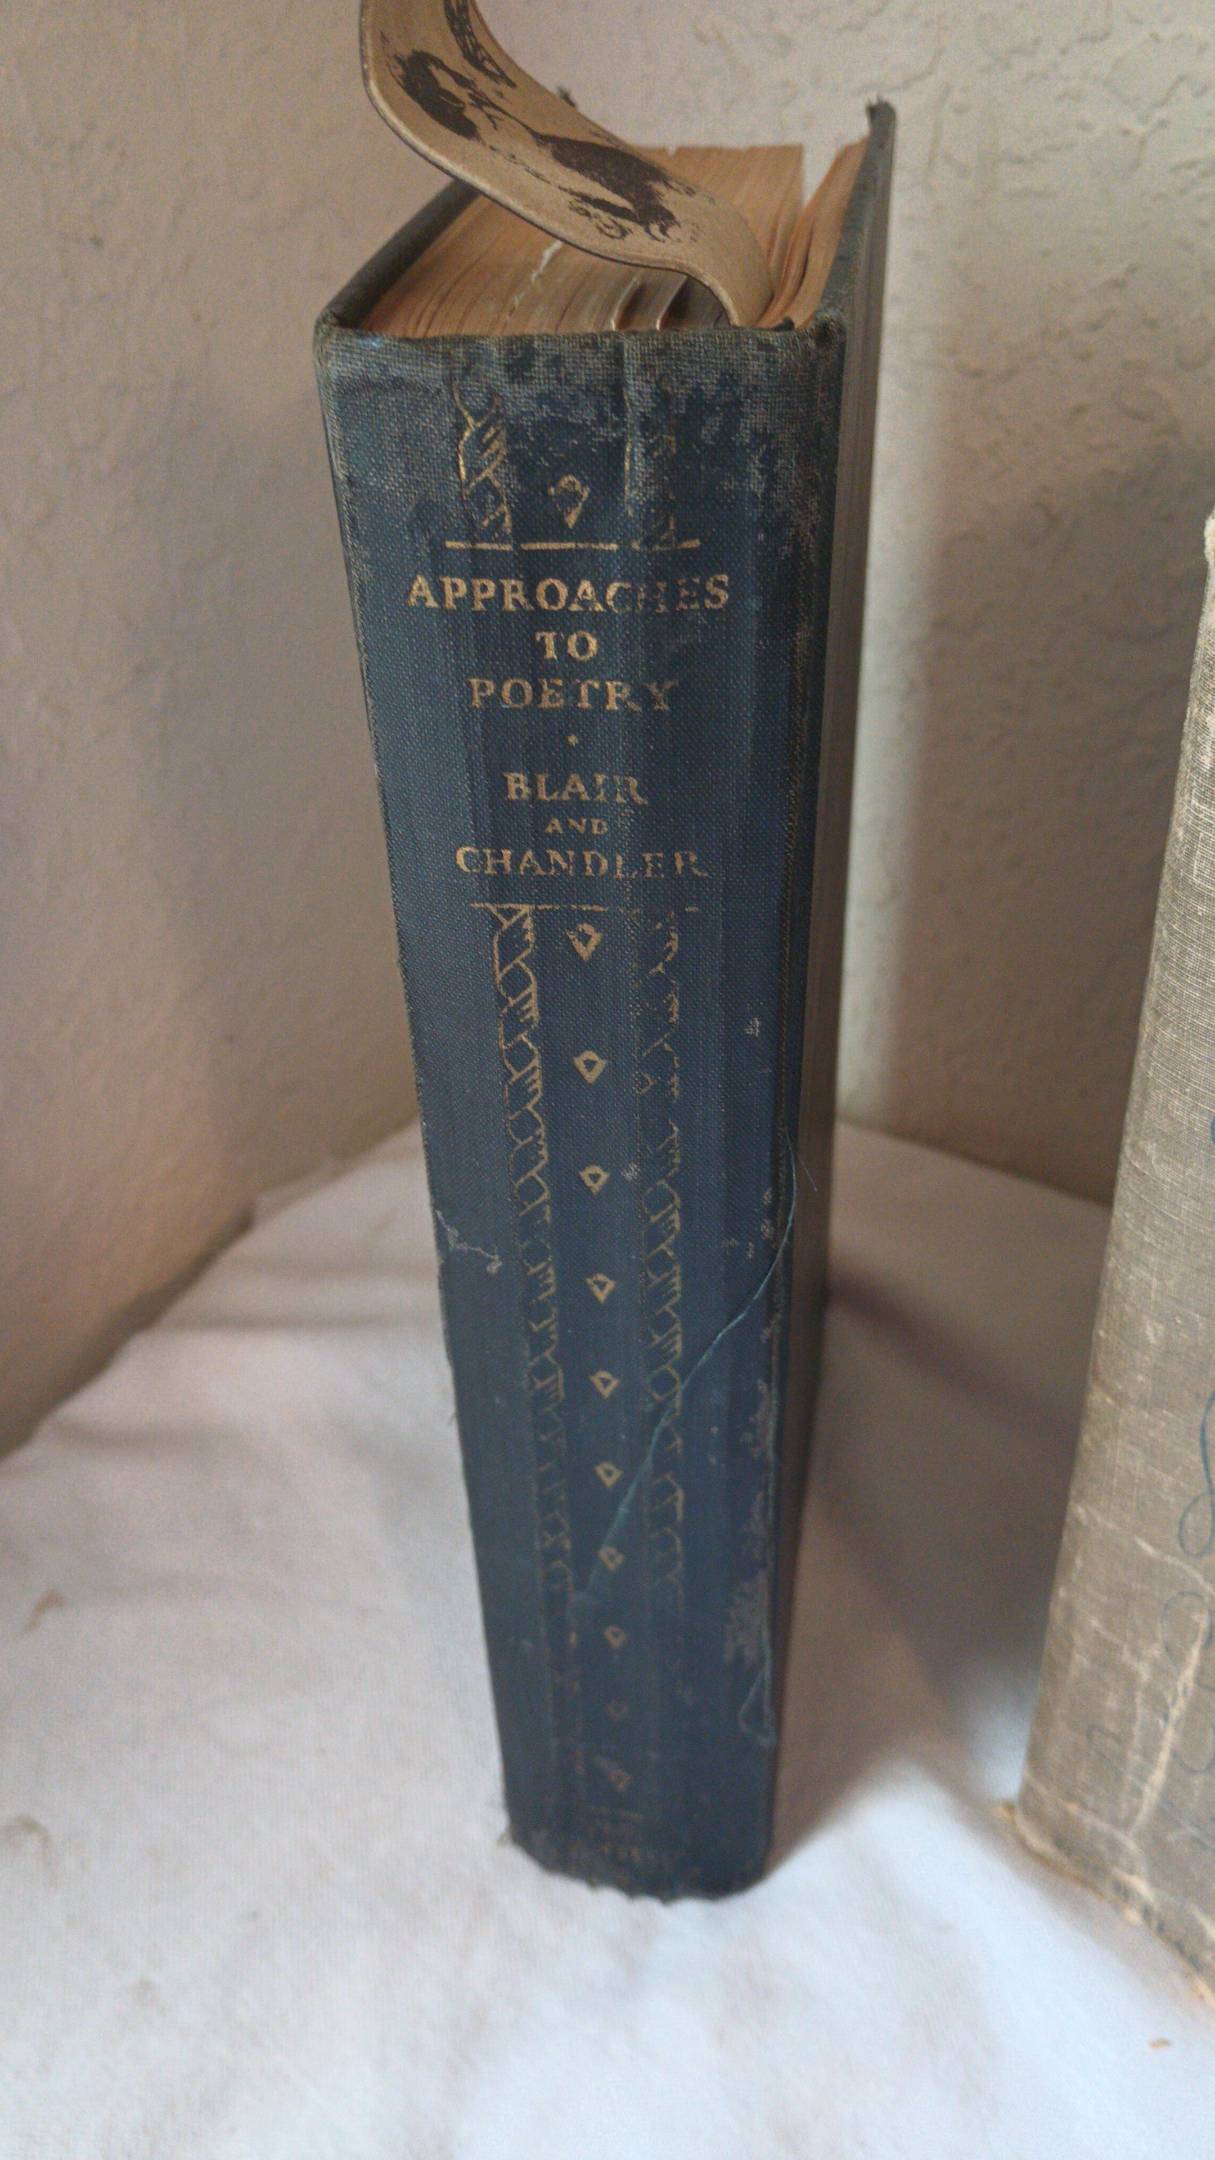 APPROACHES
TO
POETRY
BLAIR
AND
CHANDLER